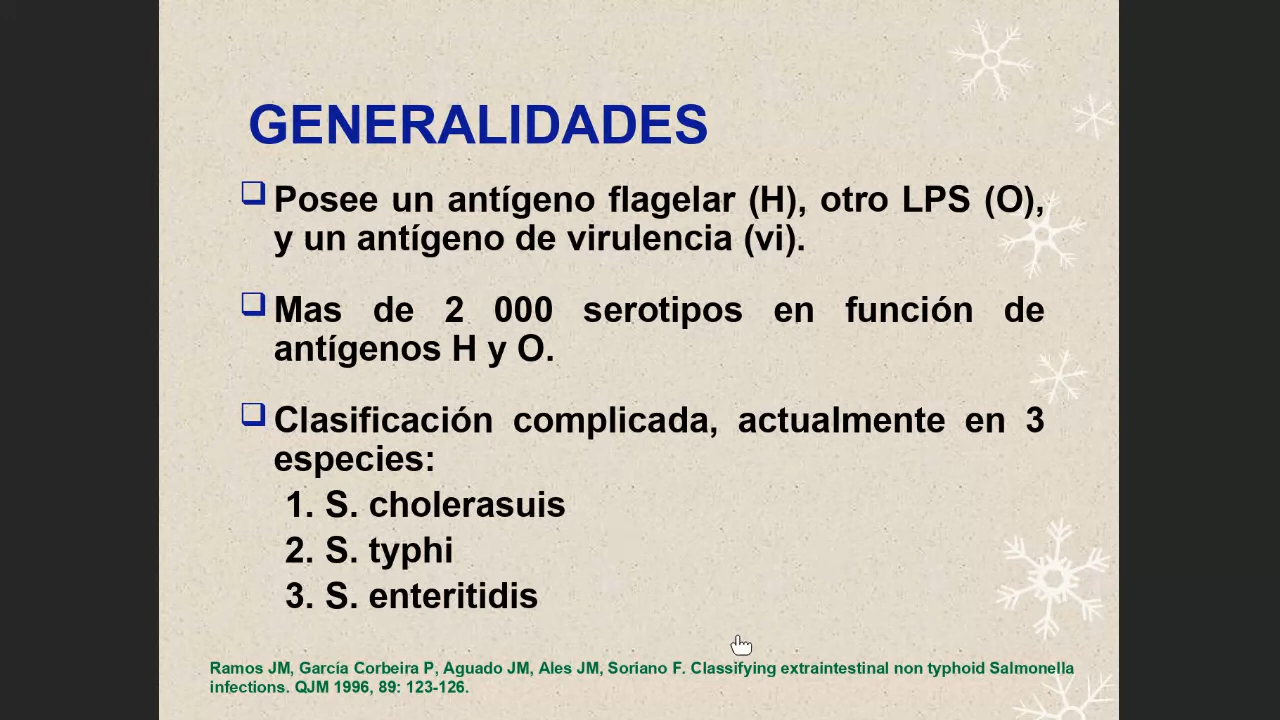 GENERALIDADES
Posee un antígeno flagelar (H), otro LPS (O),
y un antígeno de virulencia (vi).
Mas de 2 000 serotipos en función de
antígenos H y O.
Clasificación complicada, actualmente en 3
especies:
1. S. cholerasuis
2. S. typhi
3. S. enteritidis
Ramos JM, García Corbeira P, Aguado JM, Ales JM, Soriano F. Classifying extraintestinal non typhoid Salmonella
infections. QJM 1996, 89: 123-126.